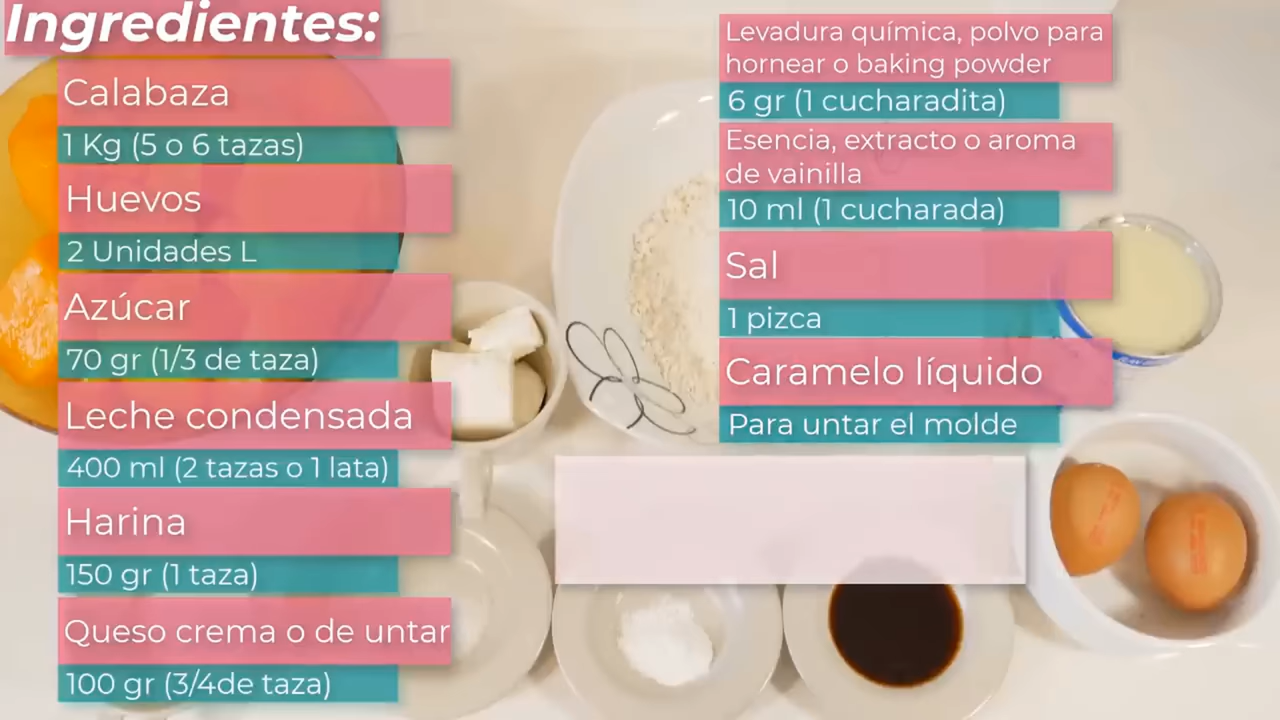 Ingredientes:
Calabaza
1 Kg (5 o 6 tazas)
Huevos
2 Unidades L
Azúcar
70 gr (1/3 de taza)
Leche condensada
400 ml (2 tazas o 1 lata)
Harina
150 gr (1 taza)
Queso crema o de untar
100 gr (3/4de taza)
Levadura química, polvo para
hornear o baking powder
6 gr (1 cucharadita)
Esencia, extracto o aroma
de vainilla
10 ml (1 cucharada)
Sal
1 pizca
Caramelo líquido
Para untar el molde